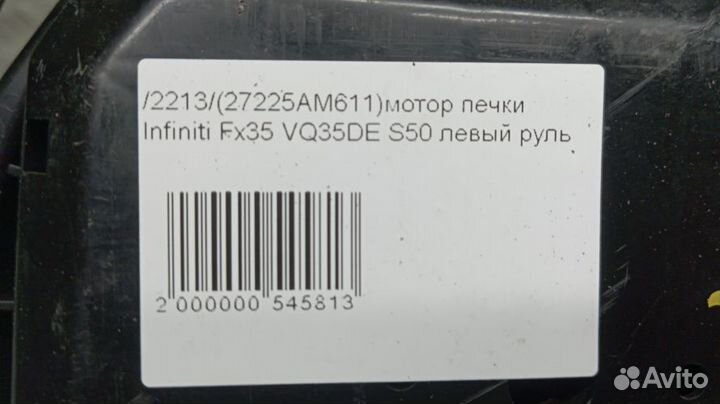 /2213/(27225AM611)мотор печки
Infiniti Fx35 VQ35DE S50 левый руль
2 000000 545813
Avito